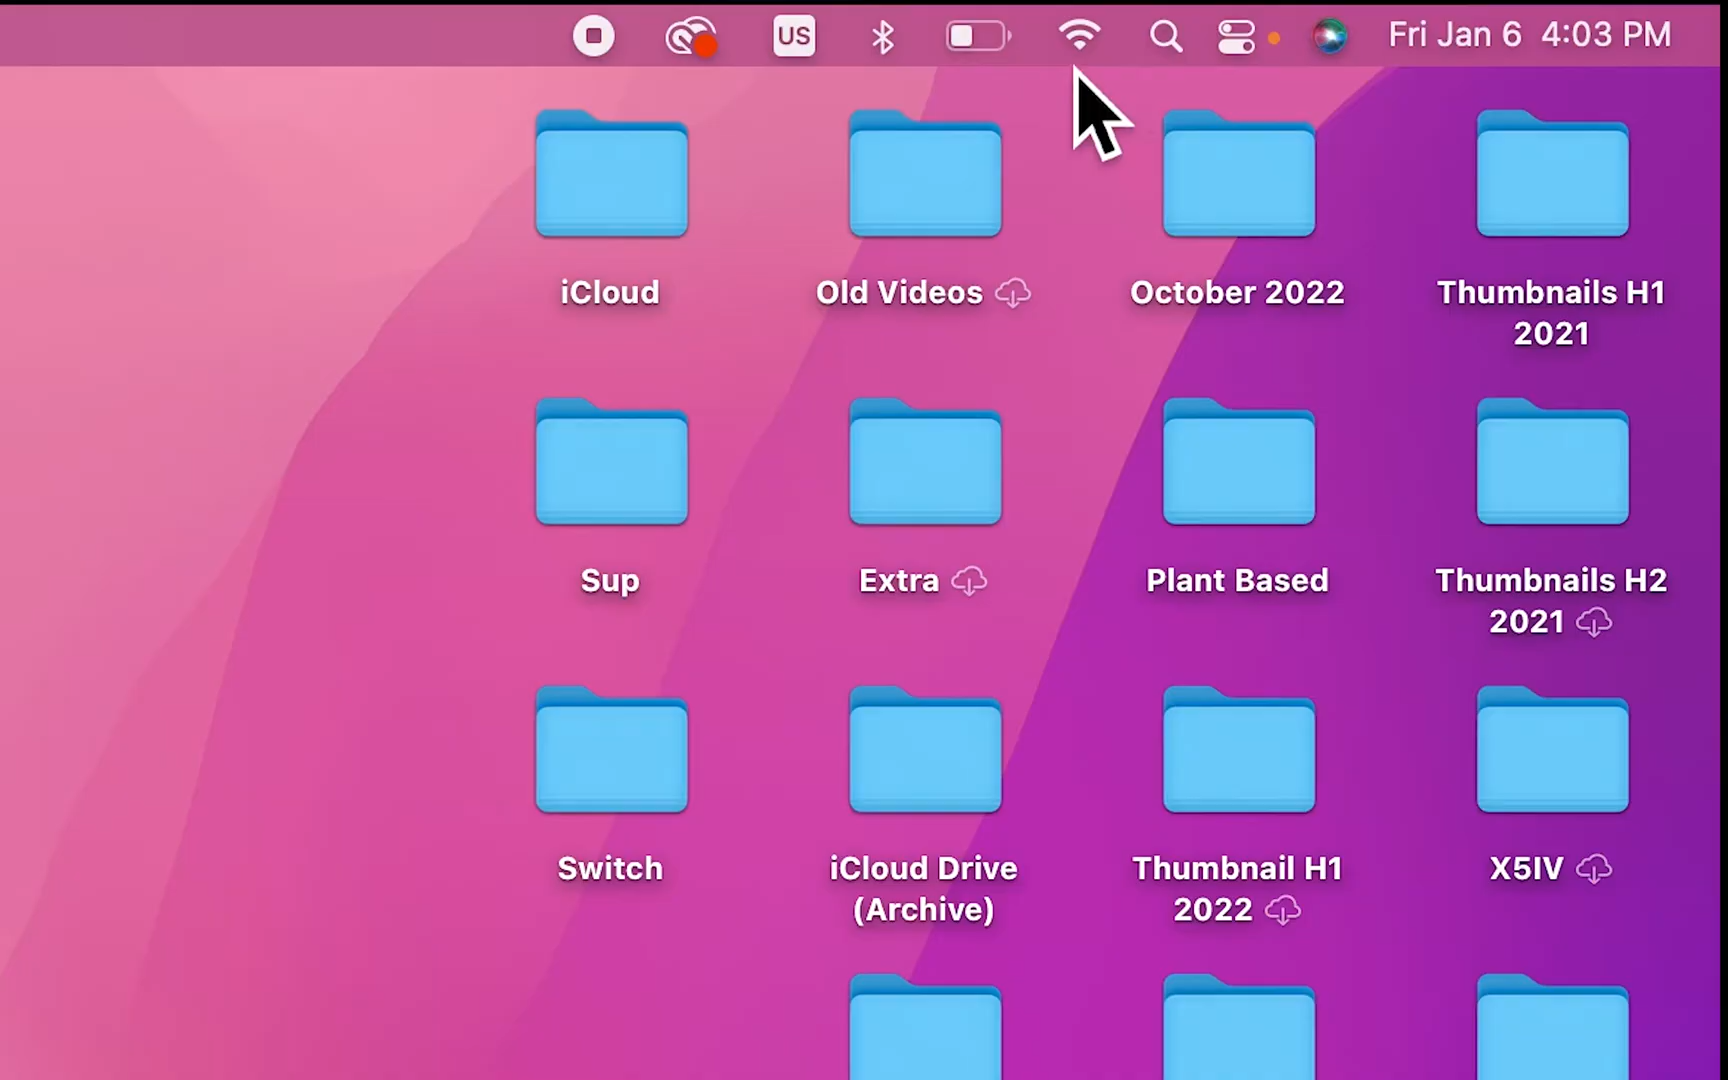 US
Fri Jan 6 4:03 PM
iCloud
Old Videos
October 2022
Thumbnails H1
2021
Sup
Extra
Plant Based
Thumbnails H2
2021
Switch
iCloud Drive
(Archive)
Thumbnail H1
2022
X5IV